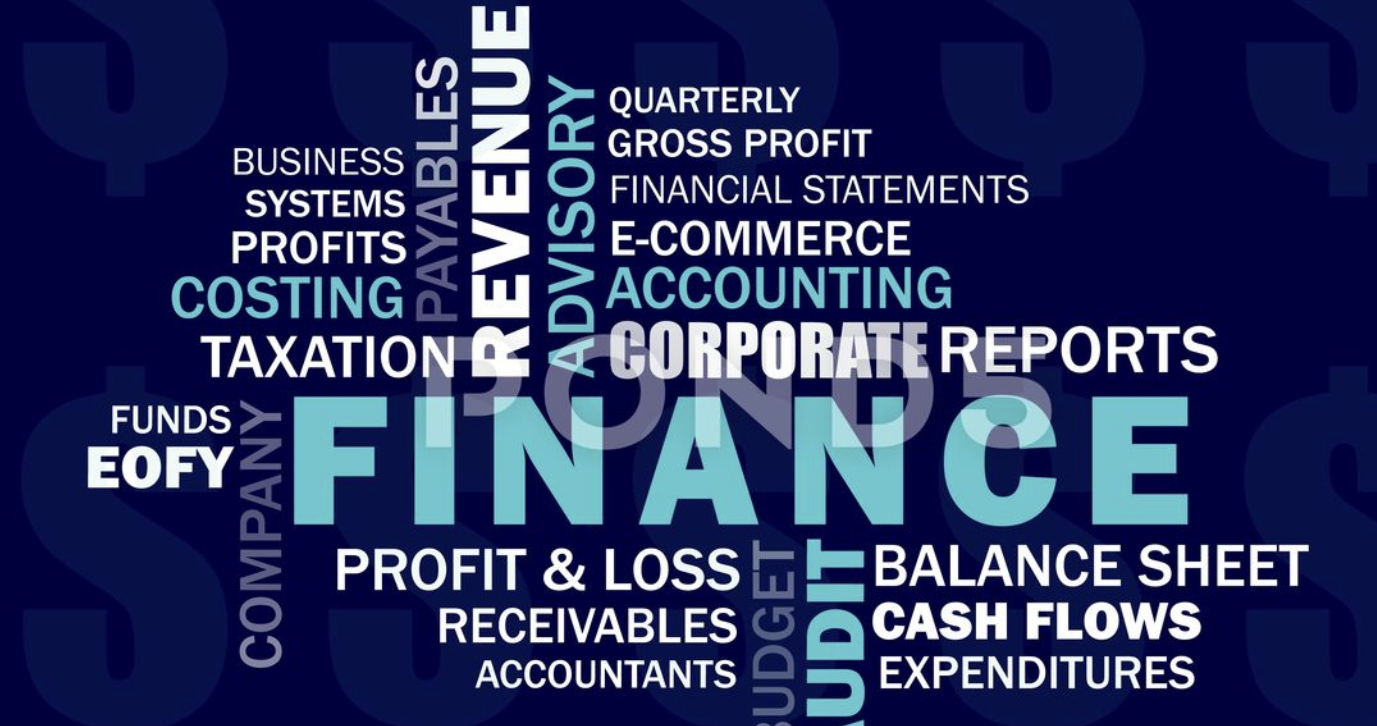 REVENUE
PAYABLES
ADVISORY
QUARTERLY
GROSS PROFIT
FINANCIAL STATEMENTS
E-COMMERCE
ACCOUNTING
CORPORATE REPORTS
BUSINESS
SYSTEMS
PROFITS
COSTING
TAXATION
POND5
FUNDS
EOFY
COMPANY
FINANCE
PROFIT & LOSS
RECEIVABLES
ACCOUNTANTS
BUDGET
AUDIT
BALANCE SHEET
CASH FLOWS
EXPENDITURES